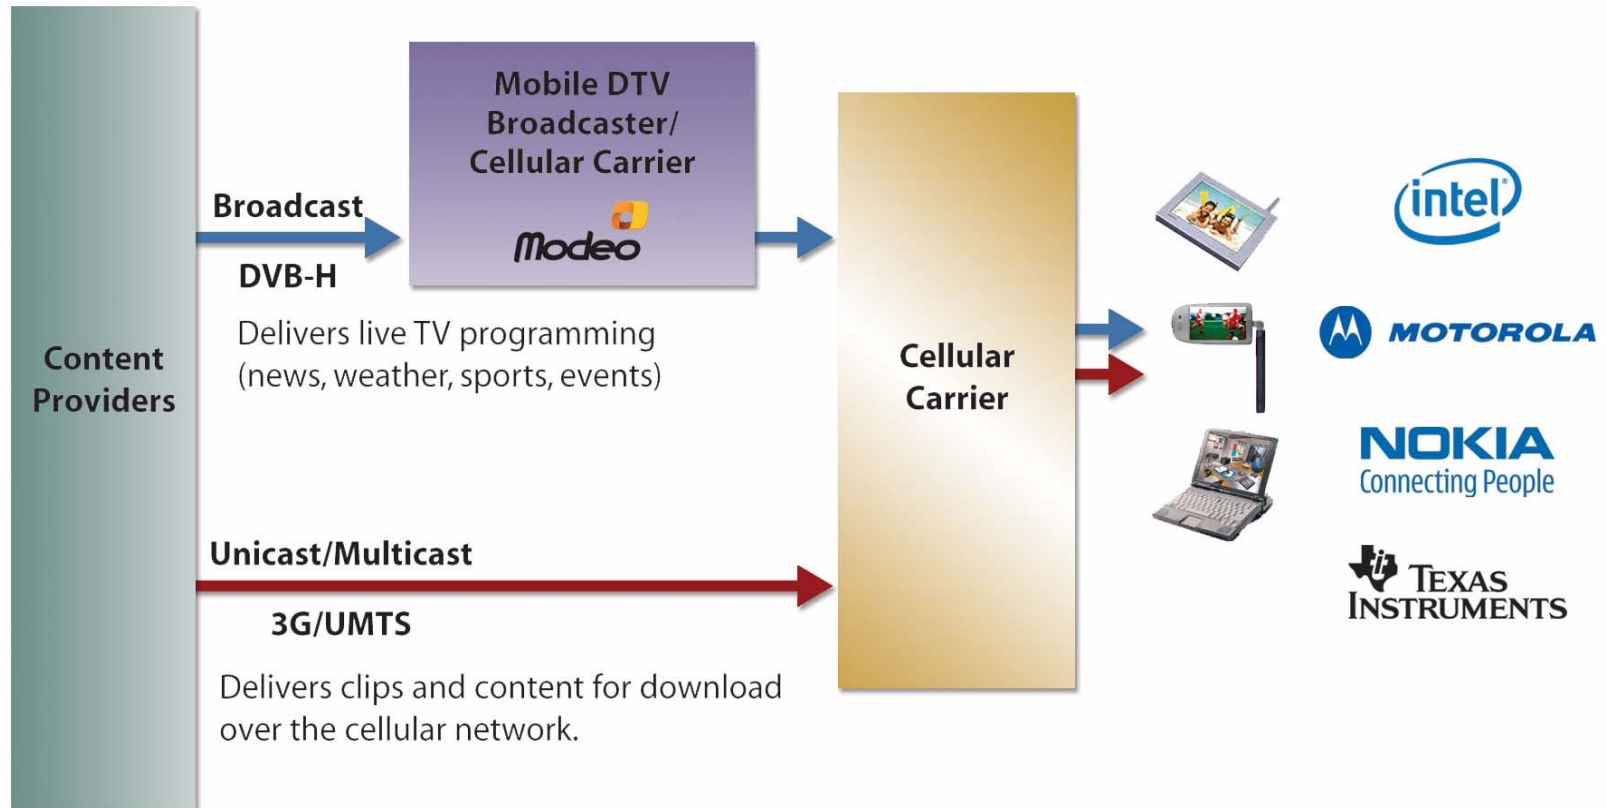 Content
Providers
Broadcast
DVB-H
Mobile DTV
Broadcaster/
Cellular Carrier
Modeo
Delivers live TV programming
(news, weather, sports, events)
Unicast/Multicast
3G/UMTS
Delivers clips and content for download
over the cellular network.
Cellular
Carrier
intel
MOTOROLA
NOKIA
Connecting People
TEXAS
INSTRUMENTS